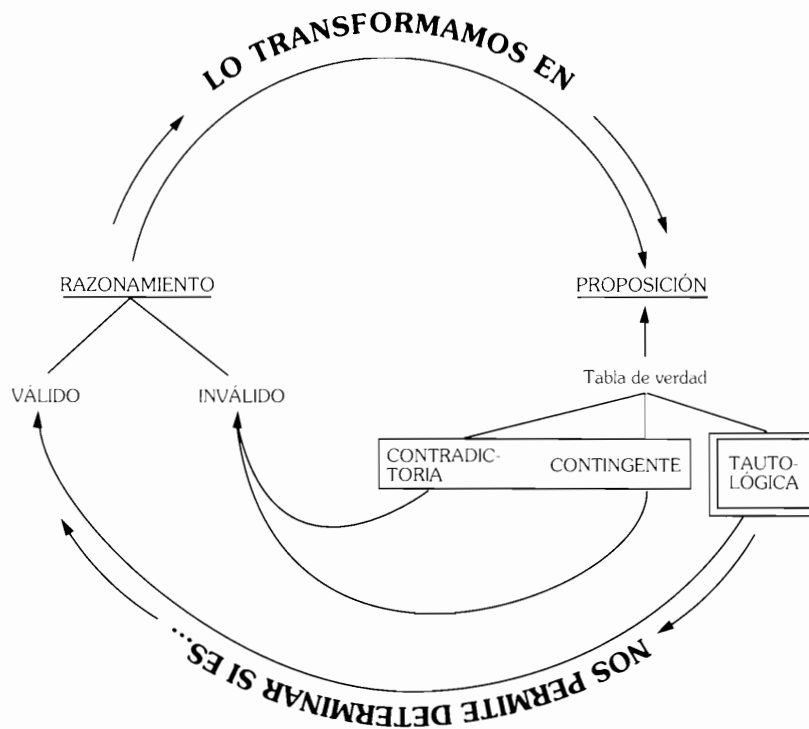 LO TRANSFORMAMOS EN
RAZONAMIENTO
PROPOSICIÓN
Tabla de verdad
VÁLIDO
INVÁLIDO
CONTRADIC-
TORIA
CONTINGENTE
TAUTO-
LÓGICA
NOS PERMITE DETERMINAR SI ES...